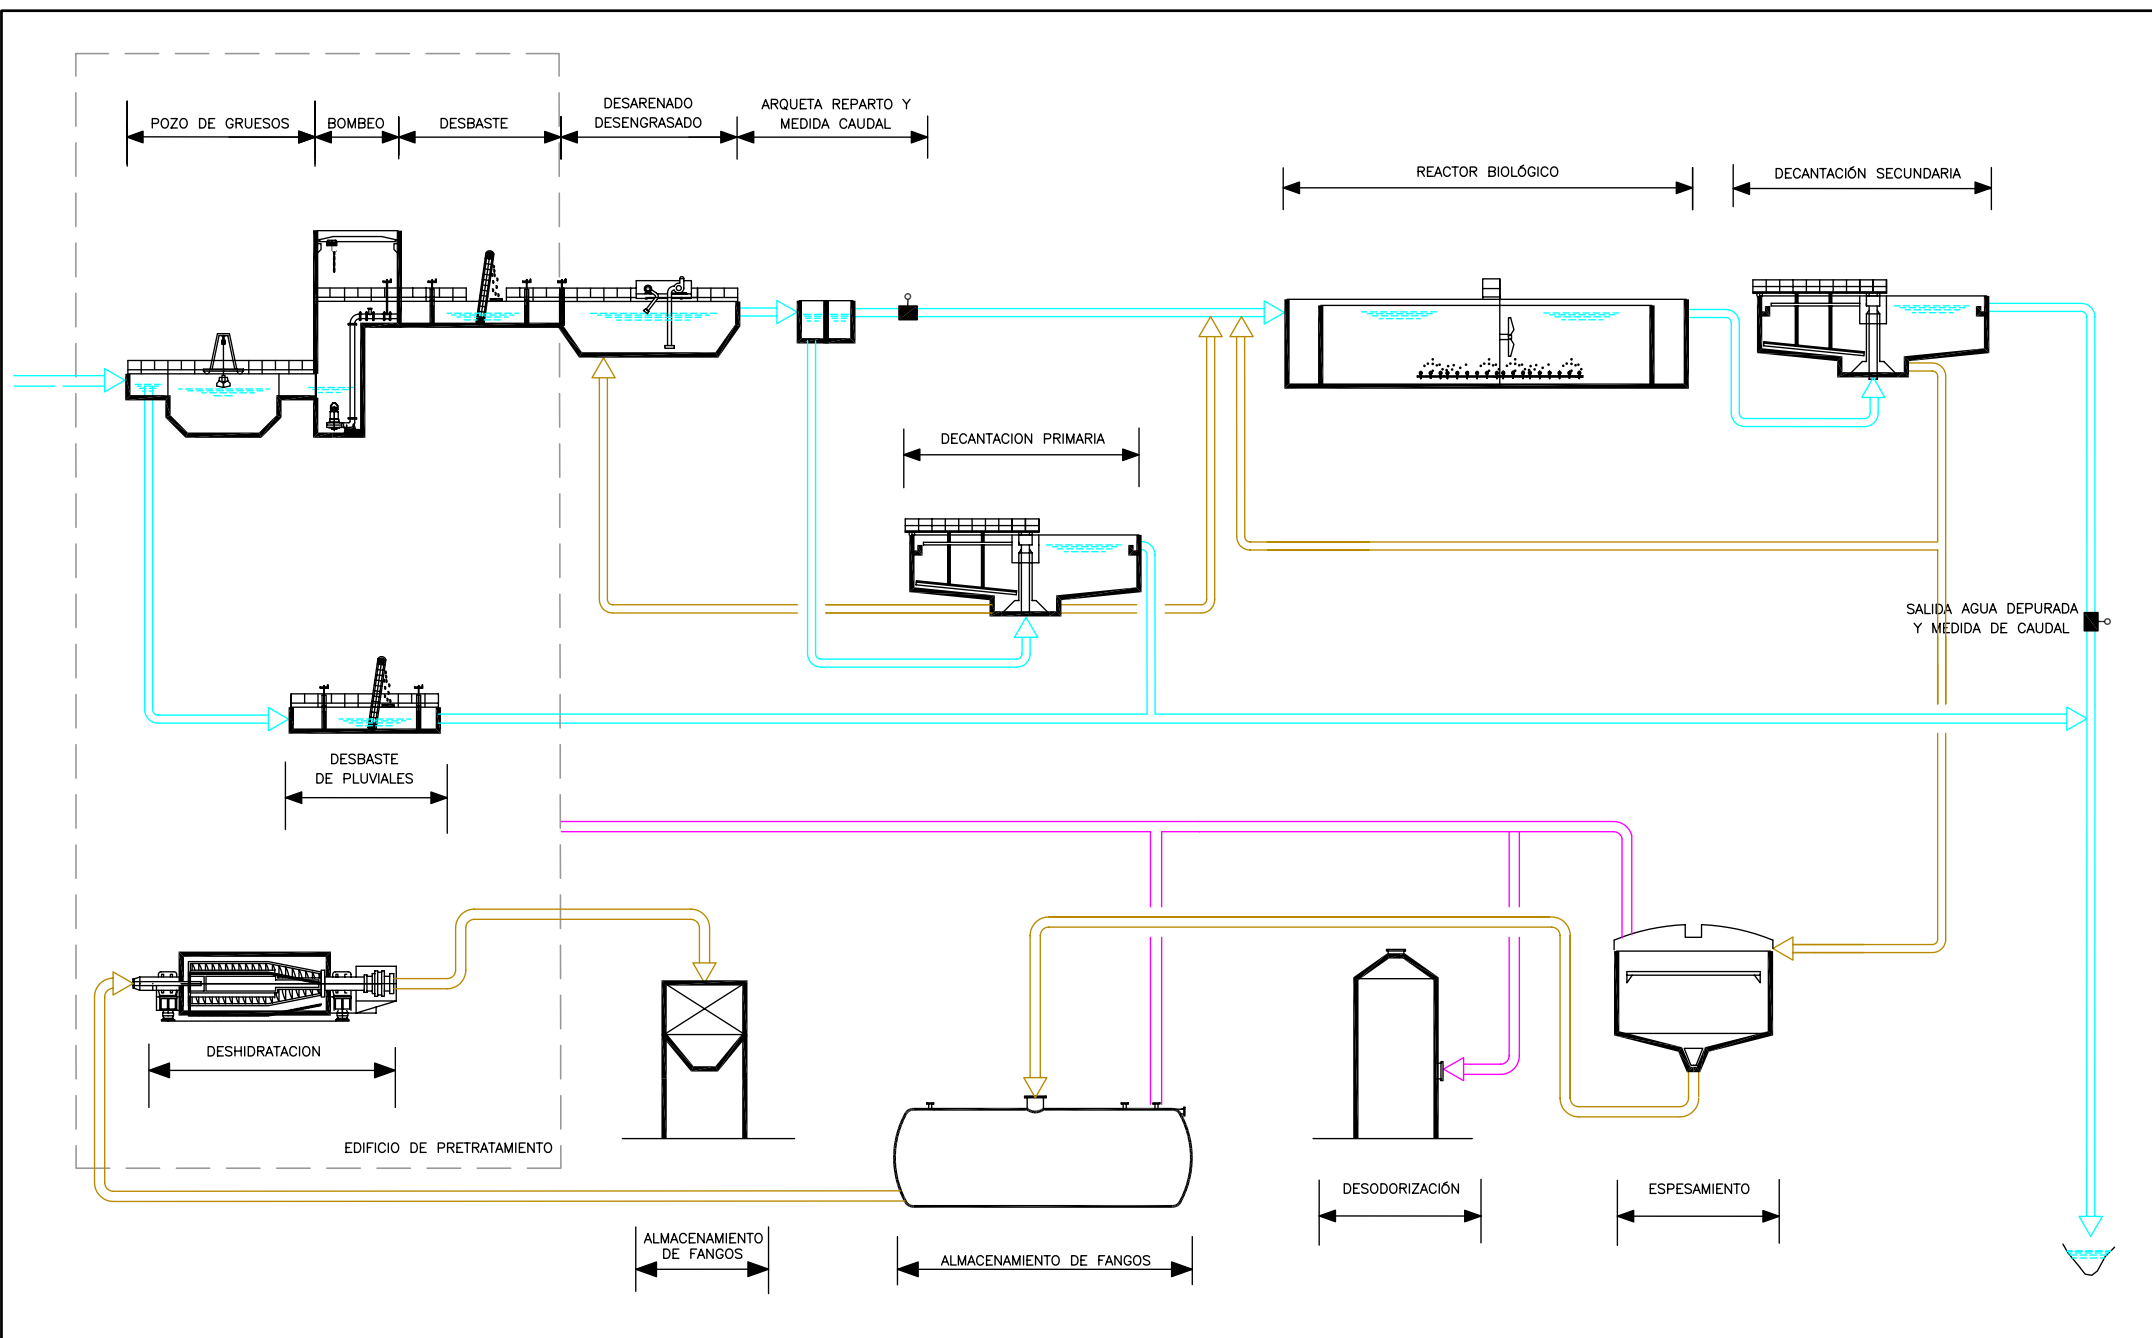 POZO DE GRUESOS
BOMBEO
DESBASTE
DESARENADO
DESENGRASADO
ARQUETA REPARTO Y
MEDIDA CAUDAL
REACTOR BIOLÓGICO
DECANTACIÓN SECUNDARIA
DECANTACION PRIMARIA
SALIDA AGUA DEPURADA
Y MEDIDA DE CAUDAL
DESBASTE
DE PLUVIALES
DESHIDRATACION
EDIFICIO DE PRETRATAMIENTO
ALMACENAMIENTO
DE FANGOS
ALMACENAMIENTO DE FANGOS
DESODORIZACIÓN
ESPESAMIENTO